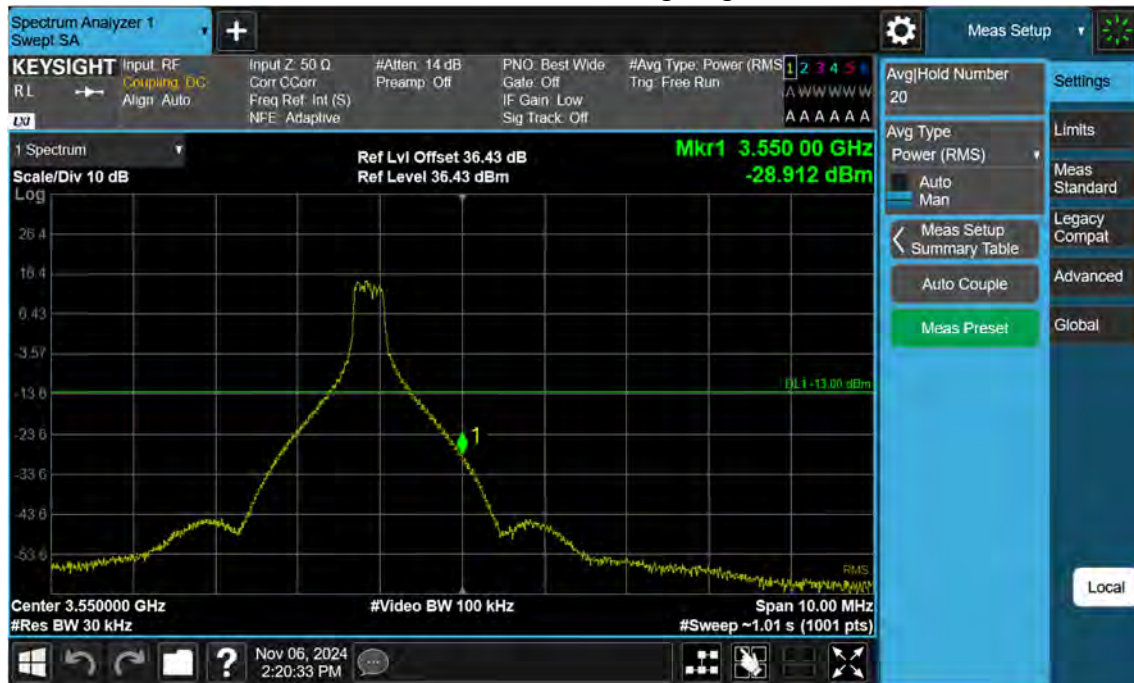 Spectrum Analyzer 1
Swept SA
+
Meas Setup
KEYSIGHT
RL
LXI
Input: RF
Coupling: DC
Align: Auto
Input Z: 50 Ω
Corr CCorr
Freq Ref: Int (S)
NFE: Adaptive
#Atten: 14 dB
Preamp: Off
PNO: Best Wide
Gate: Off
IF Gain: Low
Sig Track: Off
#Avg Type: Power (RMS
Trig: Free Run
1 2 3 4 5 6
A W W W W W
A A A A A A
1 Spectrum
Scale/Div 10 dB
Log
Ref Lvl Offset 36.43 dB
Ref Level 36.43 dBm
Mkr1 3.550 00 GHz
-28.912 dBm
26.4
16.4
6.43
-3.57
-13.6
-23.6
-33.6
-43.6
-53.6
DL1 -13.00 dBm
1
RMS
Center 3.550000 GHz
#Res BW 30 kHz
#Video BW 100 kHz
Span 10.00 MHz
#Sweep ~1.01 s (1001 pts)
Avg|Hold Number
20
Avg Type
Power (RMS)
Auto
Man
Meas Setup
Summary Table
Auto Couple
Meas Preset
Settings
Limits
Meas
Standard
Legacy
Compat
Advanced
Global
Local
?
Nov 06, 2024
2:20:33 PM